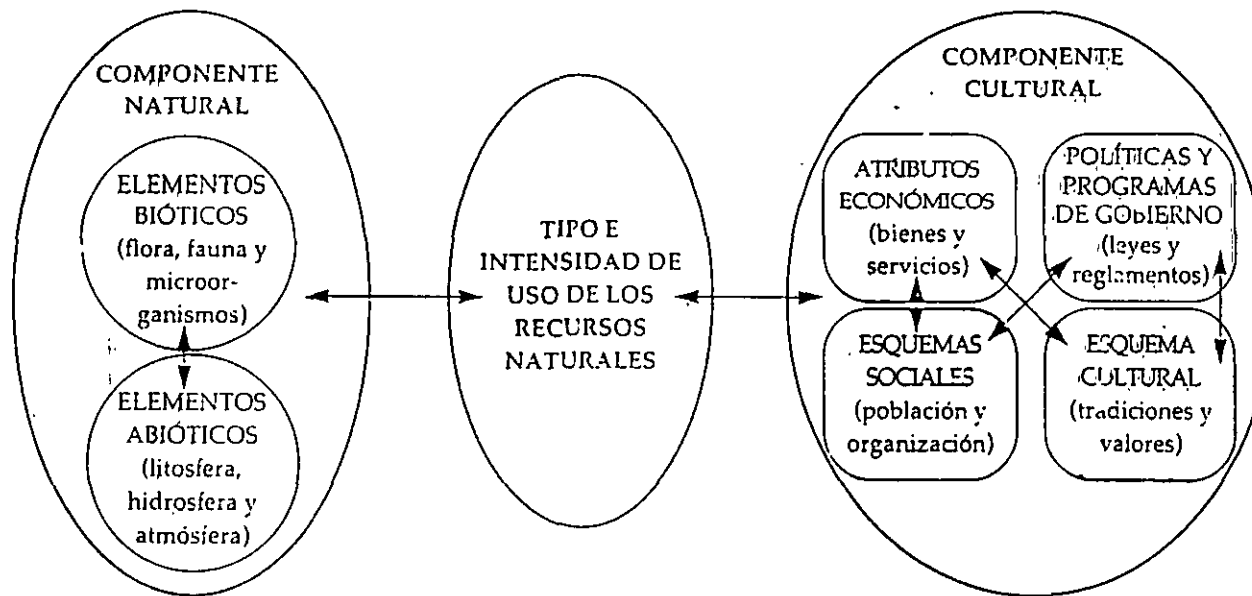 COMPONENTE
NATURAL
ELEMENTOS
BIÓTICOS
(flora, fauna y
microor-
ganismos)
ELEMENTOS
ABIÓTICOS
(litosfera,
hidrosfera y
atmósfera)
TIPO E
INTENSIDAD DE
USO DE LOS
RECURSOS
NATURALES
COMPONENTE
CULTURAL
ATRIBUTOS
ECONÓMICOS
(bienes y
servicios)
POLÍTICAS Y
PROGRAMAS
DE GOBIERNO
(leyes y
reglamentos)
ESQUEMAS
SOCIALES
(población y
organización)
ESQUEMA
CULTURAL
(tradiciones y
valores)